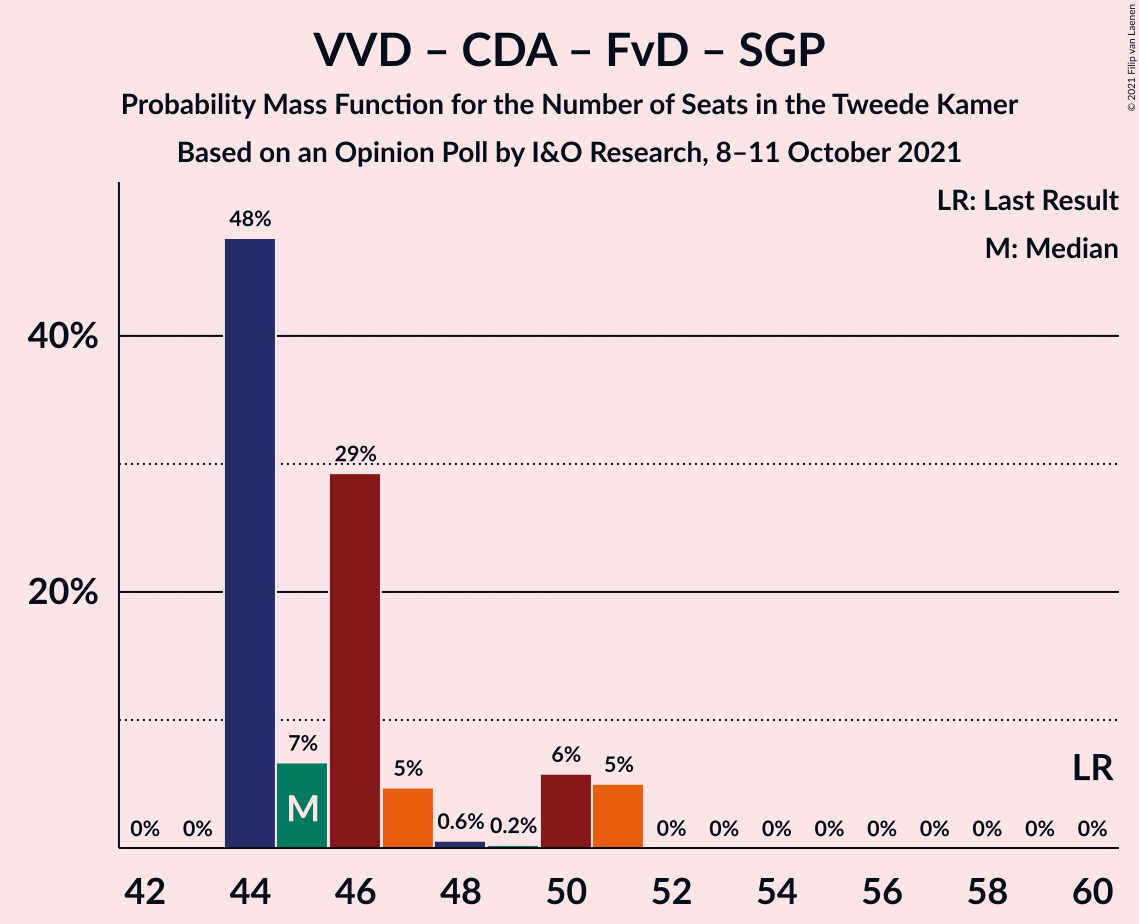 VVD – CDA – FvD – SGP
Probability Mass Function for the Number of Seats in the Tweede Kamer
Based on an Opinion Poll by I&O Research, 8–11 October 2021
© 2021 Filip van Laenen
LR: Last Result
M: Median
40%
20%
0% 0% 48% 7% 29% 5% 0.6% 0.2% 6% 5% 0% 0% 0% 0% 0% 0% 0% 0% 0%
M
LR
42 44 46 48 50 52 54 56 58 60